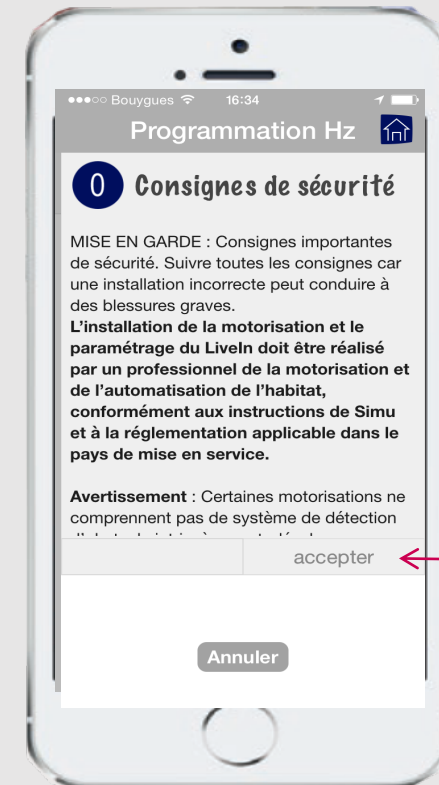 Bouygues 16:34
Programmation Hz
0 Consignes de sécurité
MISE EN GARDE : Consignes importantes
de sécurité. Suivre toutes les consignes car
une installation incorrecte peut conduire à
des blessures graves.
L'installation de la motorisation et le
paramétrage du LiveIn doit être réalisé
par un professionnel de la motorisation et
de l'automatisation de l'habitat,
conformément aux instructions de Simu
et à la réglementation applicable dans le
pays de mise en service.
Avertissement : Certaines motorisations ne
comprennent pas de système de détection
accepter
Annuler